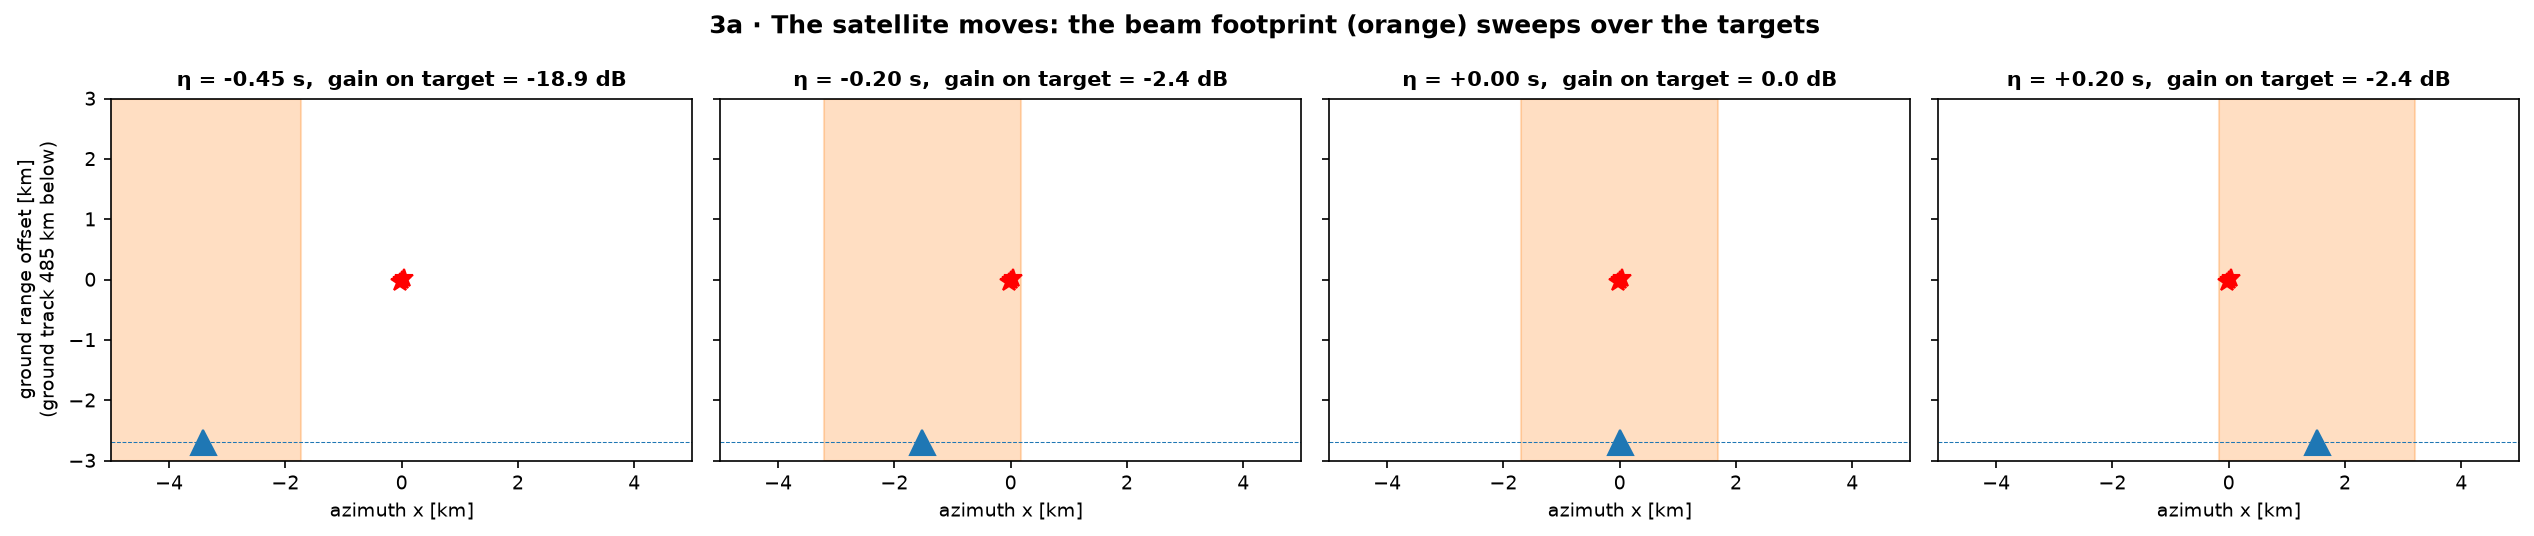 3a · The satellite moves: the beam footprint (orange) sweeps over the targets
η = -0.45 s,  gain on target = -18.9 dB
η = -0.20 s,  gain on target = -2.4 dB
η = +0.00 s,  gain on target = 0.0 dB
η = +0.20 s,  gain on target = -2.4 dB
ground range offset [km]
(ground track 485 km below)
3
2
1
0
−1
−2
−3
−4 −2 0 2 4
−4 −2 0 2 4
−4 −2 0 2 4
−4 −2 0 2 4
azimuth x [km]
azimuth x [km]
azimuth x [km]
azimuth x [km]